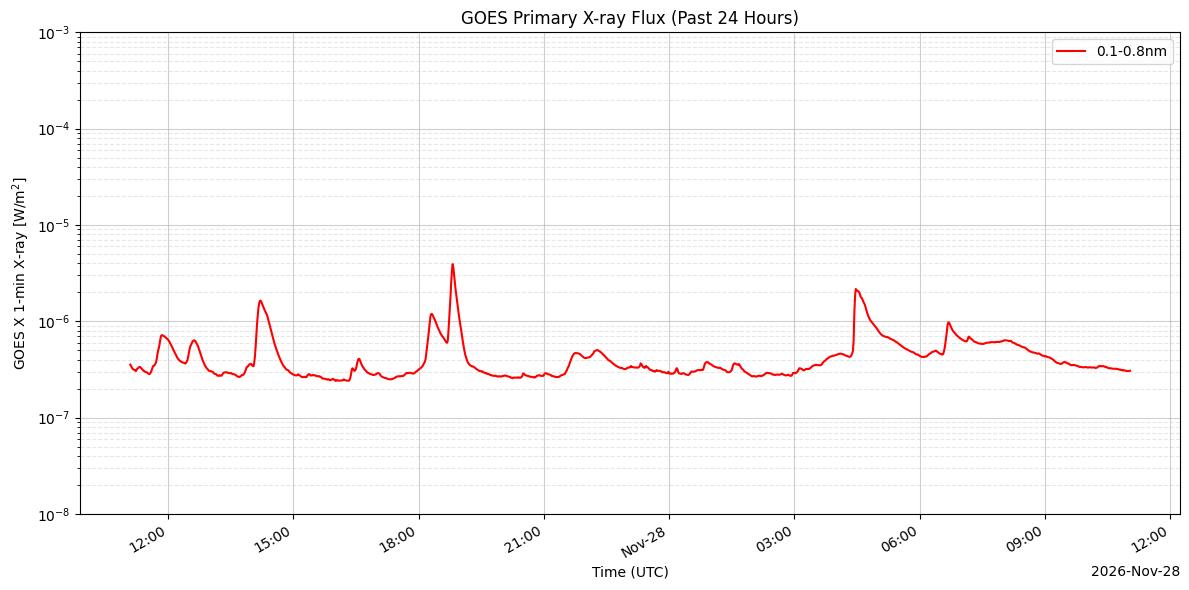 GOES Primary X-ray Flux (Past 24 Hours)
0.1-0.8nm
GOES X 1-min X-ray [W/m²]
10⁻³
10⁻⁴
10⁻⁵
10⁻⁶
10⁻⁷
10⁻⁸
12:00
15:00
18:00
21:00
Nov-28
03:00
06:00
09:00
12:00
Time (UTC)
2026-Nov-28